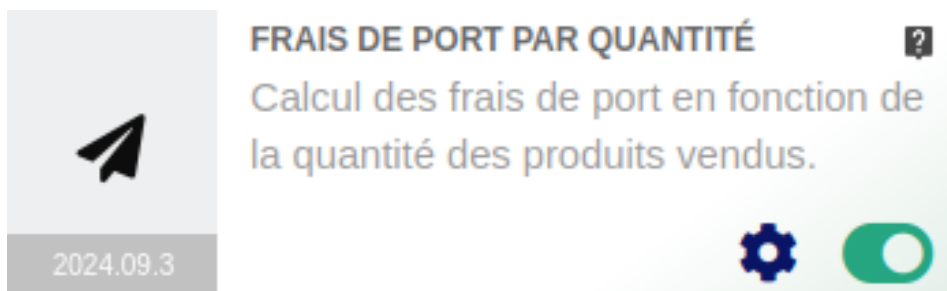 FRAIS DE PORT PAR QUANTITÉ
Calcul des frais de port en fonction de
la quantité des produits vendus.
2024.09.3